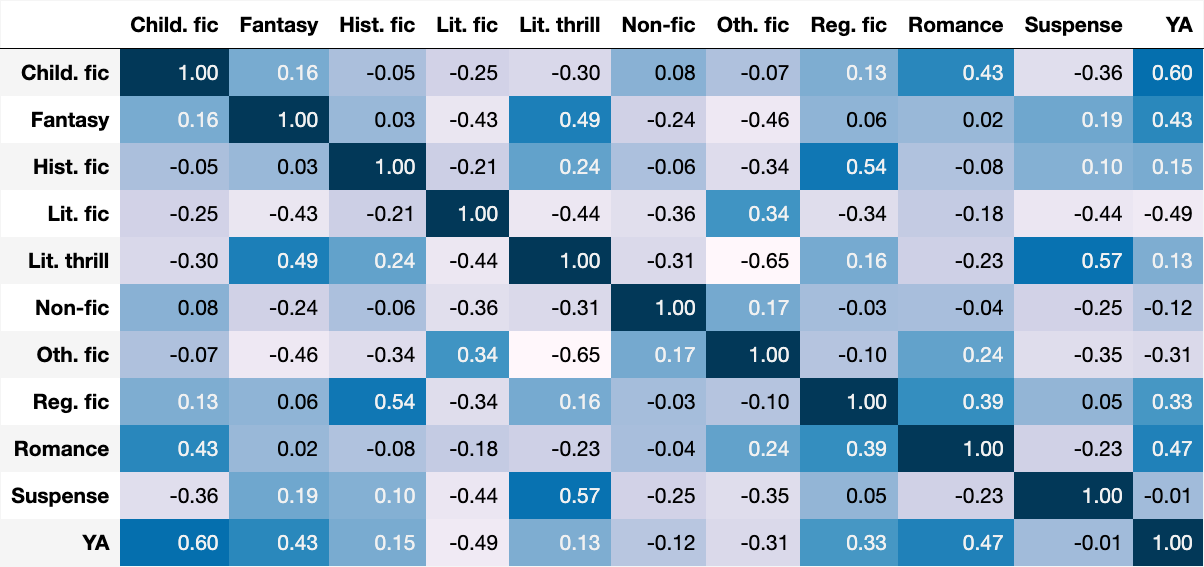 Child. fic Fantasy Hist. fic Lit. fic Lit. thrill Non-fic Oth. fic Reg. fic Romance Suspense YA
Child. fic 1.00 0.16 -0.05 -0.25 -0.30 0.08 -0.07 0.13 0.43 -0.36 0.60
Fantasy 0.16 1.00 0.03 -0.43 0.49 -0.24 -0.46 0.06 0.02 0.19 0.43
Hist. fic -0.05 0.03 1.00 -0.21 0.24 -0.06 -0.34 0.54 -0.08 0.10 0.15
Lit. fic -0.25 -0.43 -0.21 1.00 -0.44 -0.36 0.34 -0.34 -0.18 -0.44 -0.49
Lit. thrill -0.30 0.49 0.24 -0.44 1.00 -0.31 -0.65 0.16 -0.23 0.57 0.13
Non-fic 0.08 -0.24 -0.06 -0.36 -0.31 1.00 0.17 -0.03 -0.04 -0.25 -0.12
Oth. fic -0.07 -0.46 -0.34 0.34 -0.65 0.17 1.00 -0.10 0.24 -0.35 -0.31
Reg. fic 0.13 0.06 0.54 -0.34 0.16 -0.03 -0.10 1.00 0.39 0.05 0.33
Romance 0.43 0.02 -0.08 -0.18 -0.23 -0.04 0.24 0.39 1.00 -0.23 0.47
Suspense -0.36 0.19 0.10 -0.44 0.57 -0.25 -0.35 0.05 -0.23 1.00 -0.01
YA 0.60 0.43 0.15 -0.49 0.13 -0.12 -0.31 0.33 0.47 -0.01 1.00